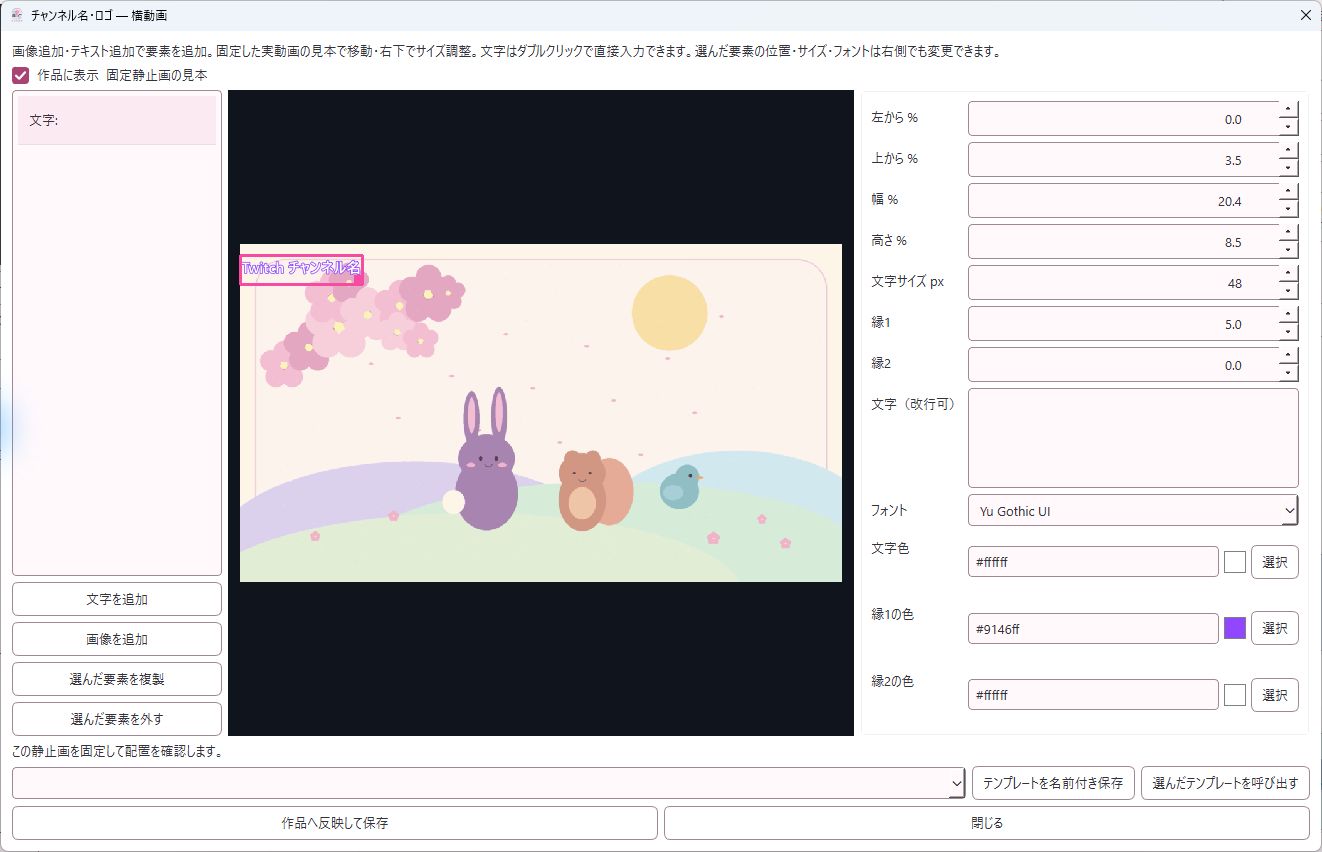 チャンネル名・ロゴ — 横動画
画像追加・テキスト追加で要素を追加。固定した実動画の見本で移動・右下でサイズ調整。文字はダブルクリックで直接入力できます。選んだ要素の位置・サイズ・フォントは右側でも変更できます。
作品に表示 固定静止画の見本
文字:
Twitch チャンネル名
文字を追加
画像を追加
選んだ要素を複製
選んだ要素を外す
左から % 0.0
上から % 3.5
幅 % 20.4
高さ % 8.5
文字サイズ px 48
縁1 5.0
縁2 0.0
文字（改行可）
フォント Yu Gothic UI
文字色 #ffffff 選択
縁1の色 #9146ff 選択
縁2の色 #ffffff 選択
この静止画を固定して配置を確認します。
テンプレートを名前付き保存 選んだテンプレートを呼び出す
作品へ反映して保存 閉じる